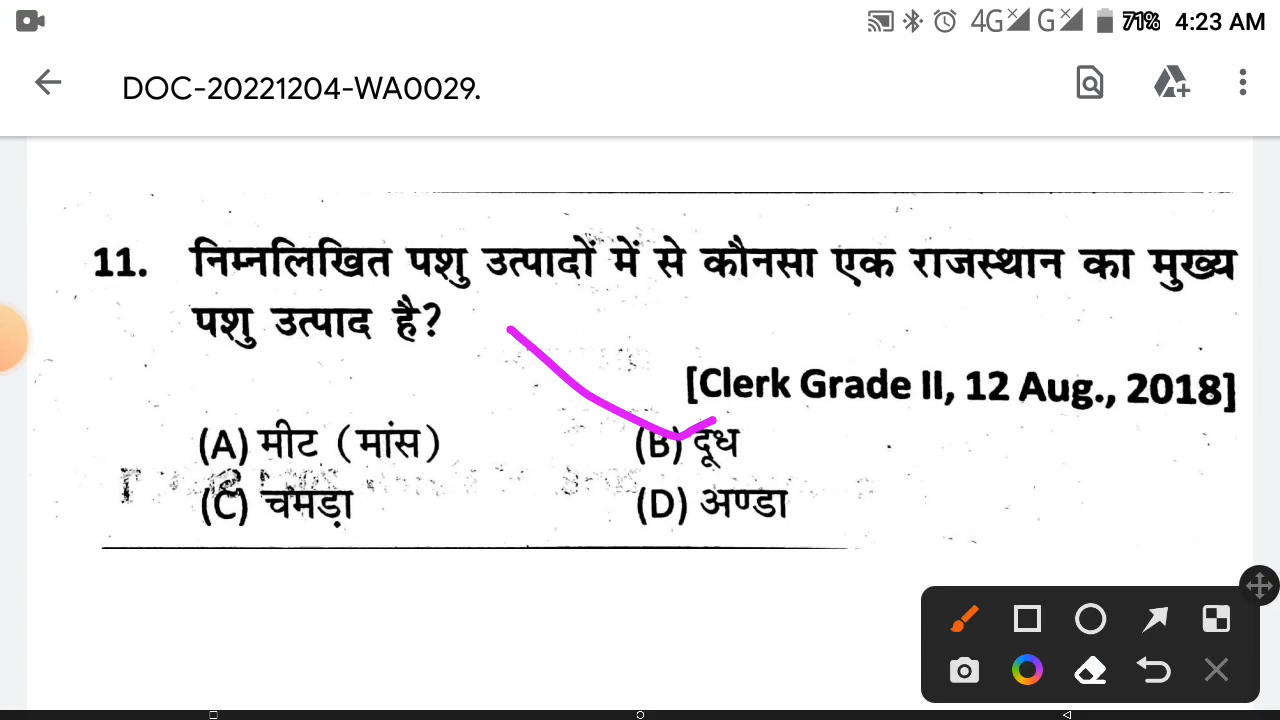 4G G 71% 4:23 AM
DOC-20221204-WA0029.
11. निम्नलिखित पशु उत्पादों में से कौनसा एक राजस्थान का मुख्य
पशु उत्पाद है?
[Clerk Grade II, 12 Aug., 2018]
(A) मीट (मांस) (B) दूध
(C) चमड़ा (D) अण्डा